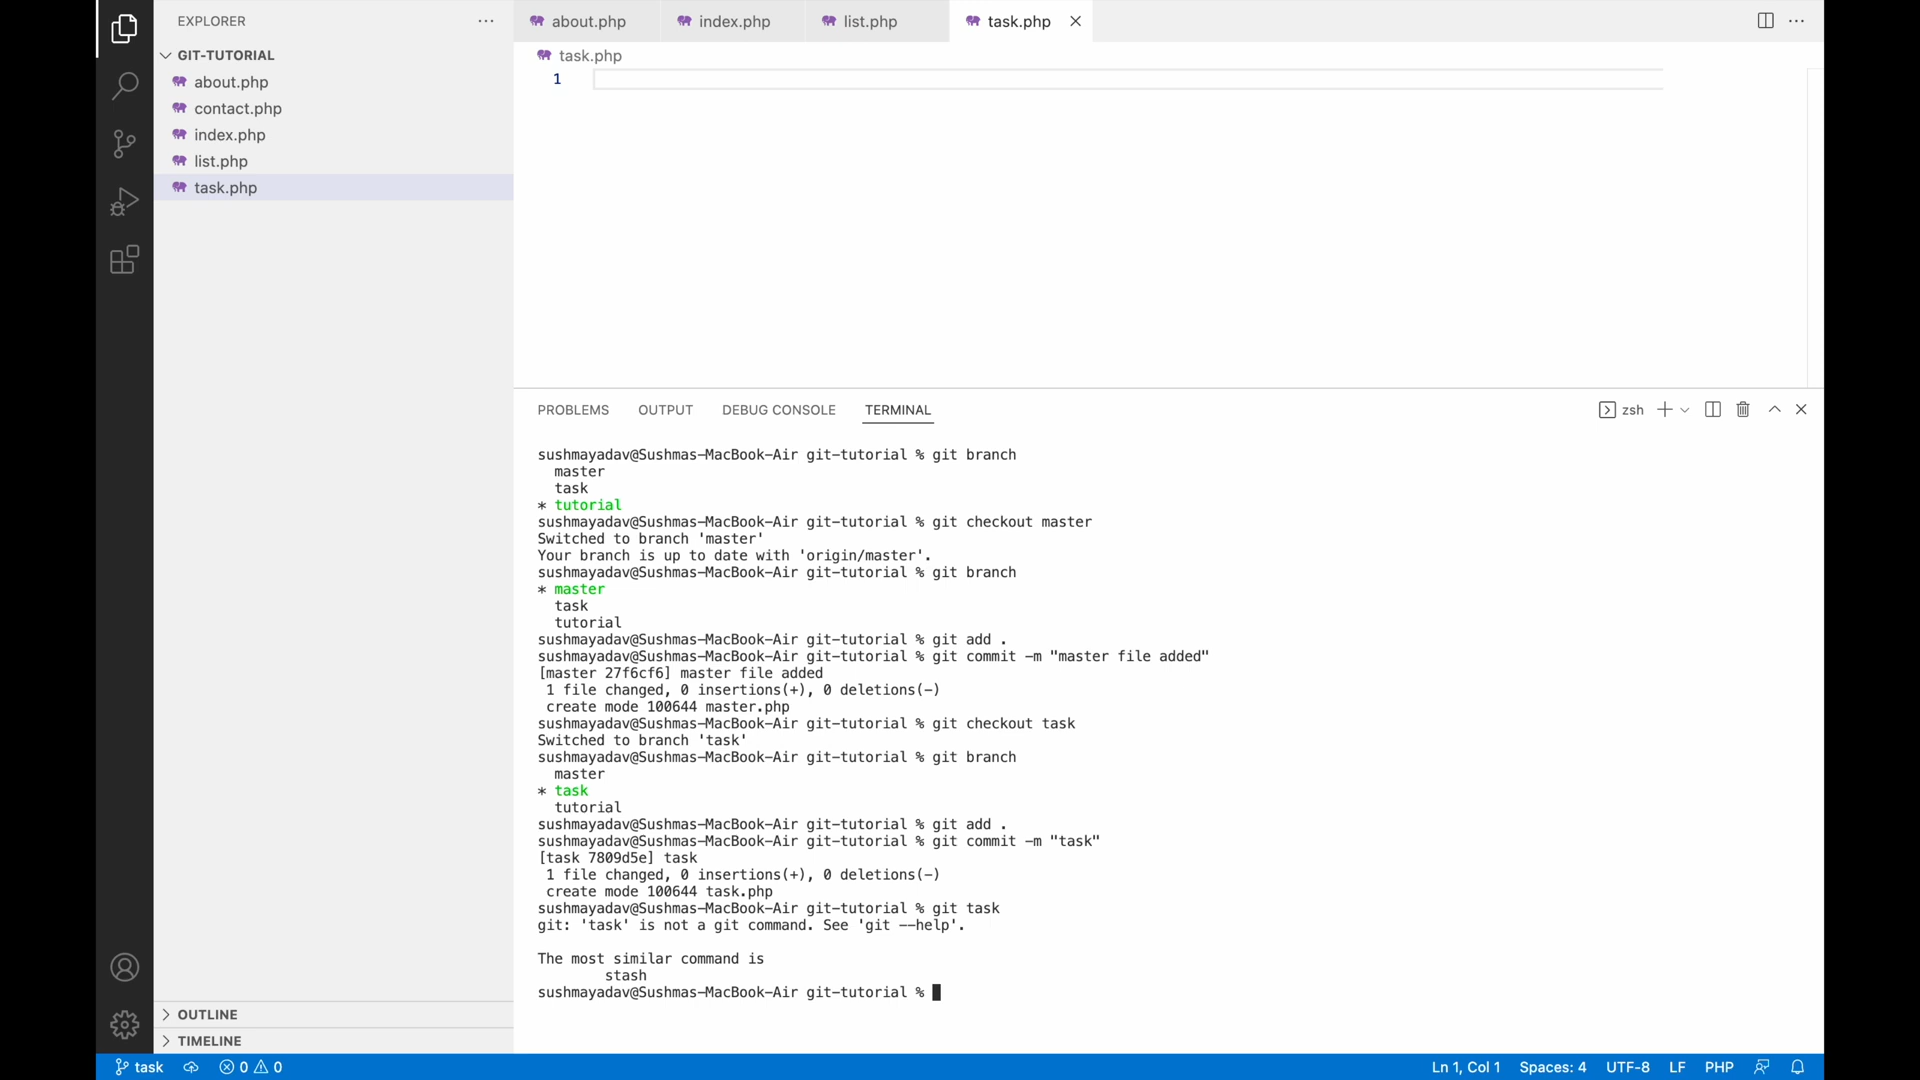 EXPLORER
GIT-TUTORIAL
about.php
contact.php
index.php
list.php
task.php
OUTLINE
TIMELINE
about.php index.php list.php task.php
task.php
1
PROBLEMS OUTPUT DEBUG CONSOLE TERMINAL zsh
sushmayadav@Sushmas-MacBook-Air git-tutorial % git branch
master
task
* tutorial
sushmayadav@Sushmas-MacBook-Air git-tutorial % git checkout master
Switched to branch 'master'
Your branch is up to date with 'origin/master'.
sushmayadav@Sushmas-MacBook-Air git-tutorial % git branch
* master
task
tutorial
sushmayadav@Sushmas-MacBook-Air git-tutorial % git add .
sushmayadav@Sushmas-MacBook-Air git-tutorial % git commit -m "master file added"
[master 27f6cf6] master file added
1 file changed, 0 insertions(+), 0 deletions(-)
create mode 100644 master.php
sushmayadav@Sushmas-MacBook-Air git-tutorial % git checkout task
Switched to branch 'task'
sushmayadav@Sushmas-MacBook-Air git-tutorial % git branch
master
* task
tutorial
sushmayadav@Sushmas-MacBook-Air git-tutorial % git add .
sushmayadav@Sushmas-MacBook-Air git-tutorial % git commit -m "task"
[task 7809d5e] task
1 file changed, 0 insertions(+), 0 deletions(-)
create mode 100644 task.php
sushmayadav@Sushmas-MacBook-Air git-tutorial % git task
git: 'task' is not a git command. See 'git --help'.
The most similar command is
stash
sushmayadav@Sushmas-MacBook-Air git-tutorial %
task 0 0 Ln 1, Col 1 Spaces: 4 UTF-8 LF PHP